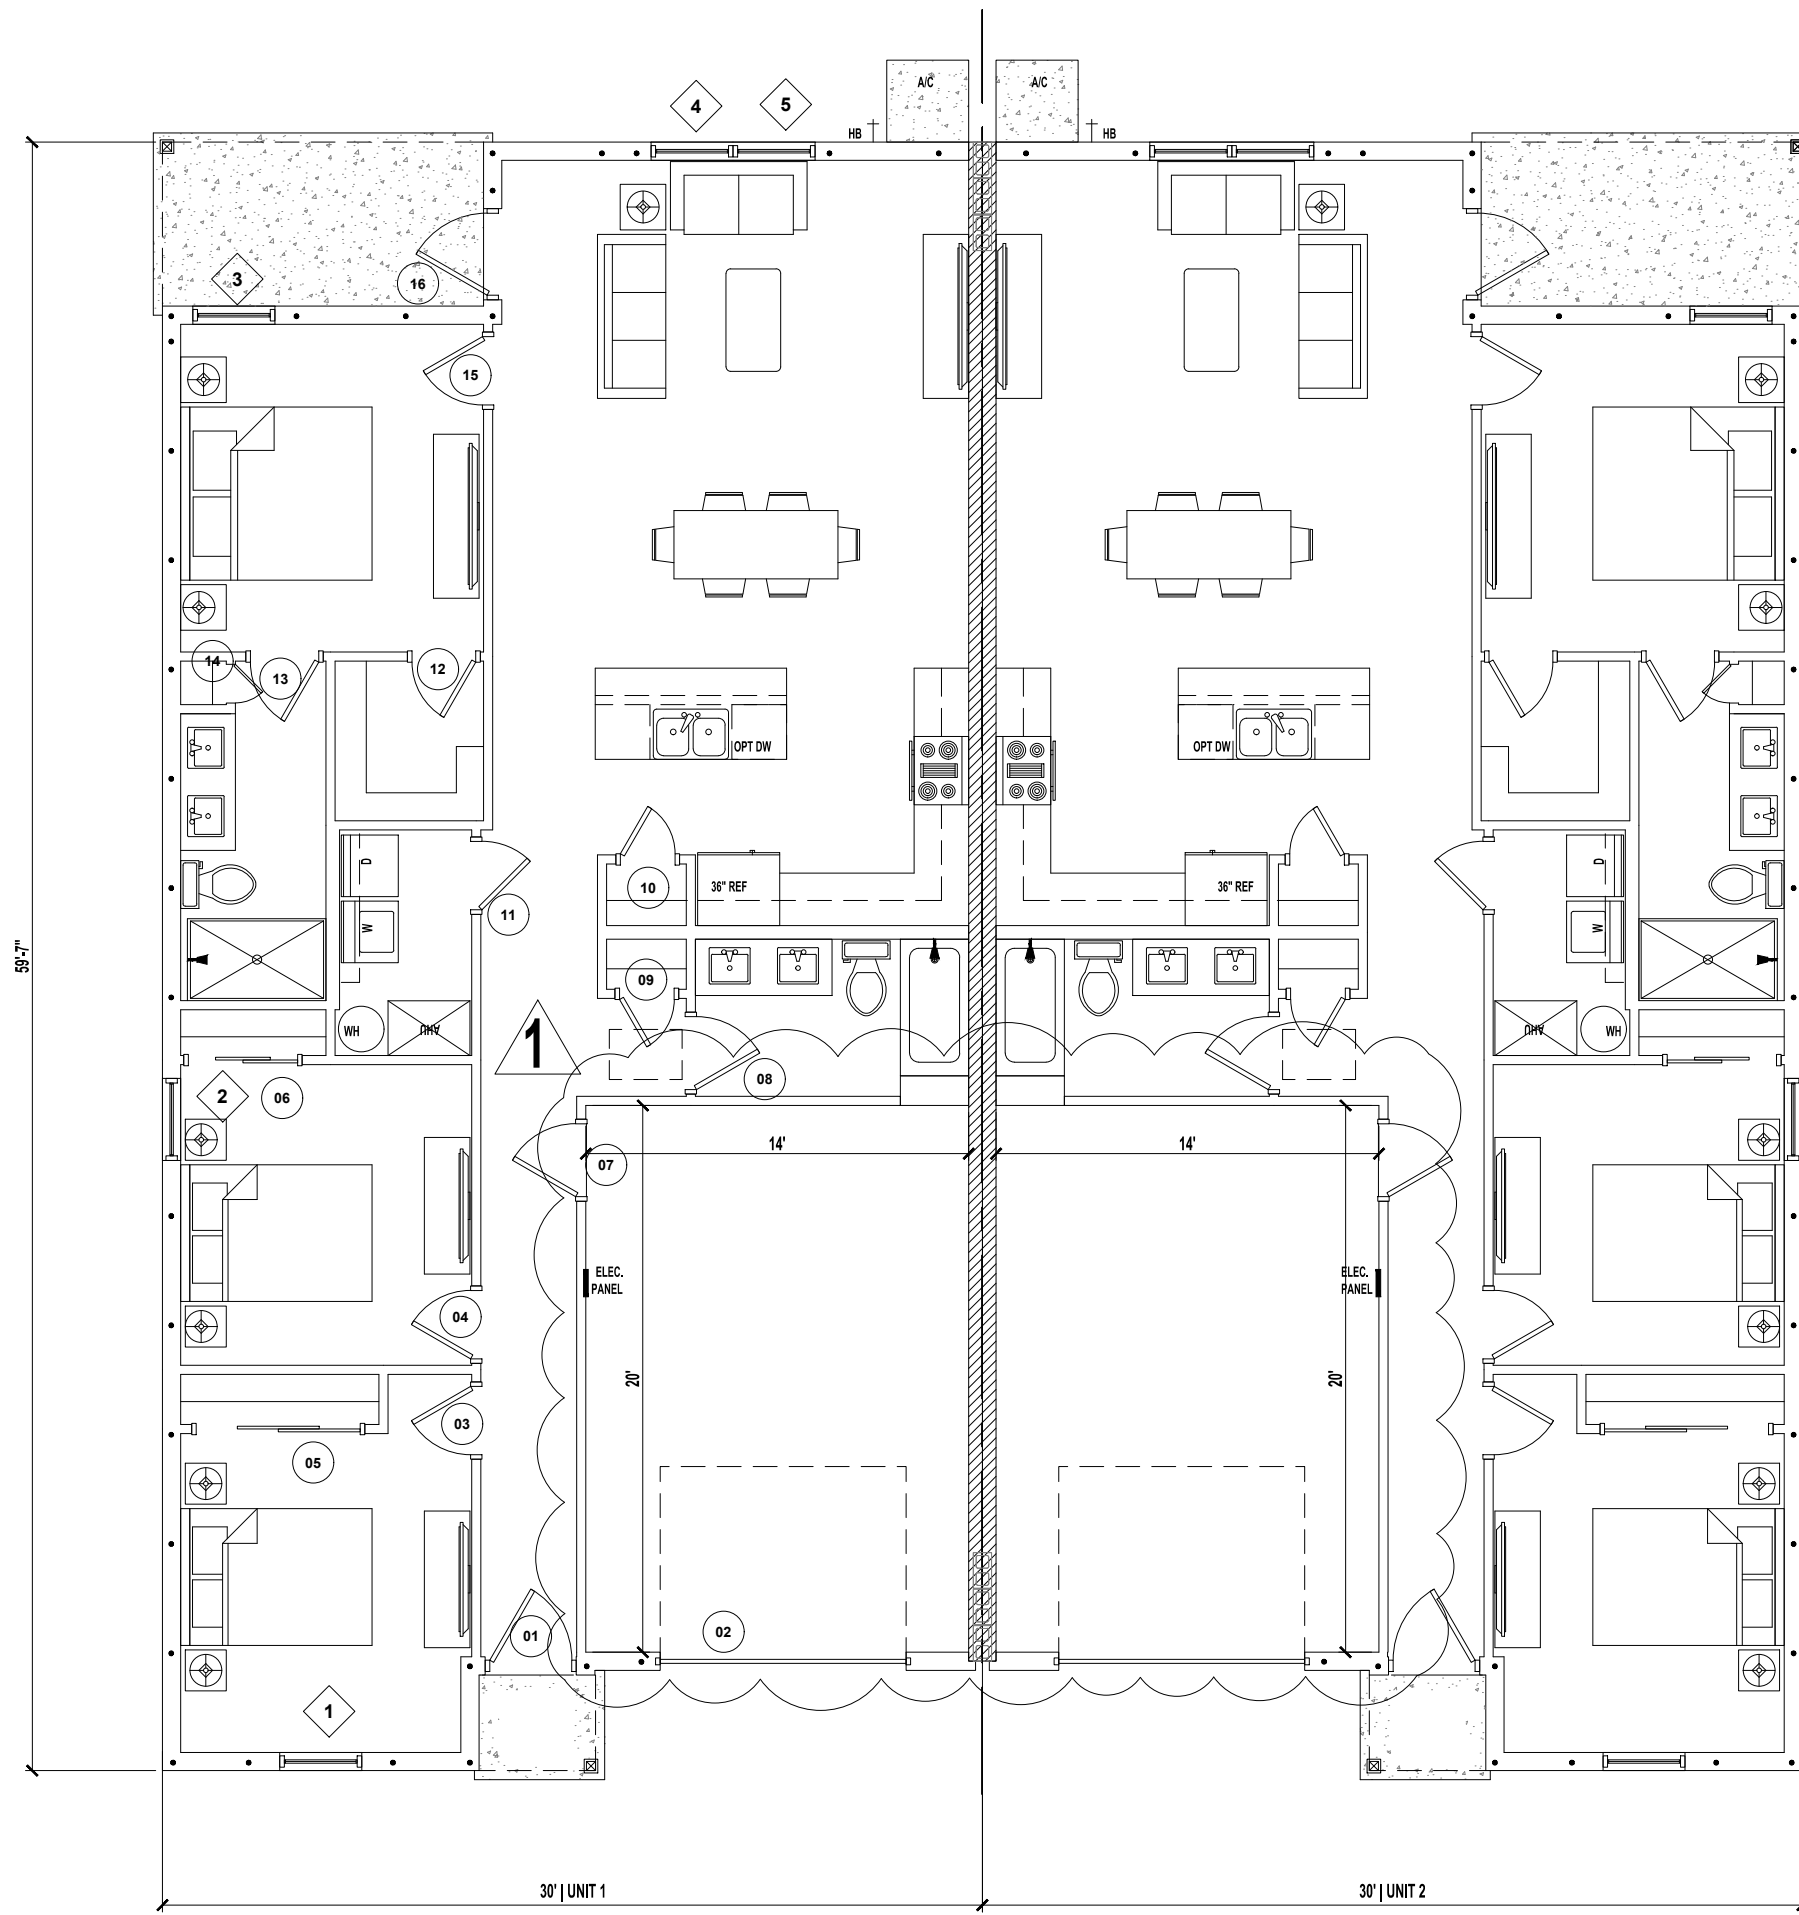 A/C
A/C
4
5
HB
HB
3
16
15
14
13
12
OPT DW
OPT DW
D
D
10
36" REF
36" REF
11
W
W
59'-7"
09
1
WH
AHU
AHU
WH
08
2
06
14'
14'
07
ELEC.
PANEL
ELEC.
PANEL
04
20'
20'
03
05
01
02
1
30' | UNIT 1
30' | UNIT 2